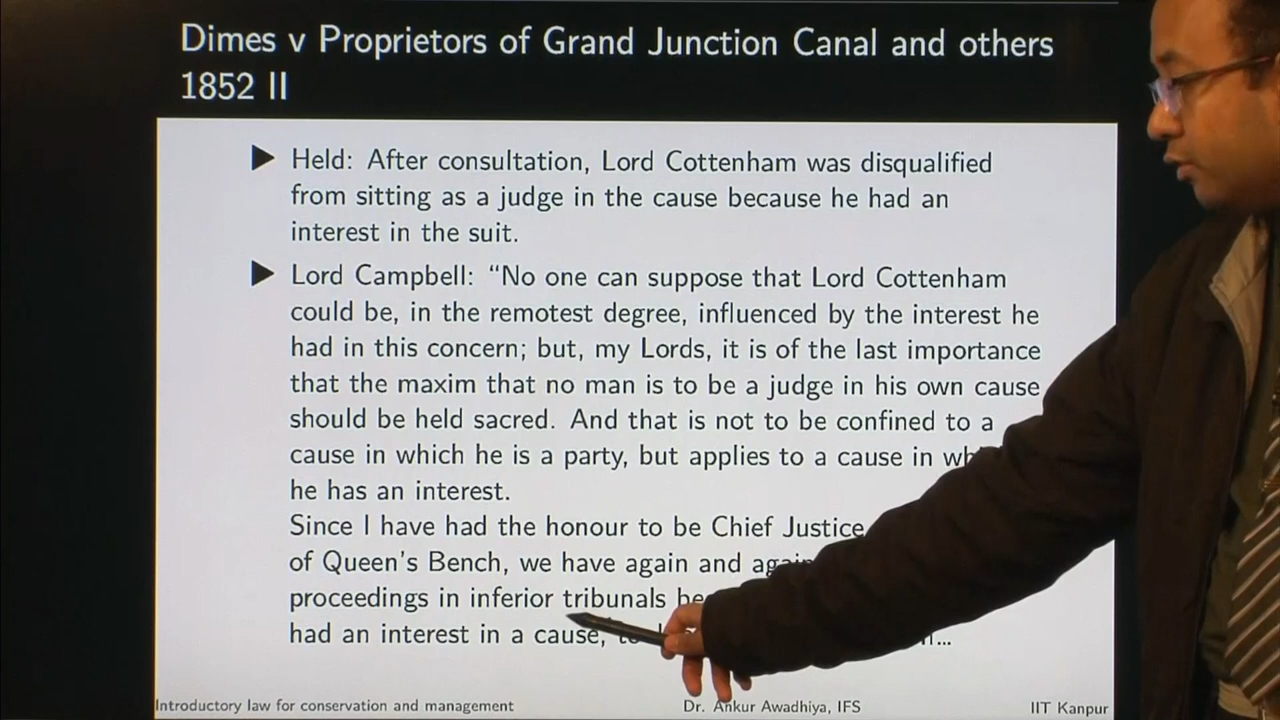 Dimes v Proprietors of Grand Junction Canal and others
1852 II
Held: After consultation, Lord Cottenham was disqualified
from sitting as a judge in the cause because he had an
interest in the suit.
Lord Campbell: “No one can suppose that Lord Cottenham
could be, in the remotest degree, influenced by the interest he
had in this concern; but, my Lords, it is of the last importance
that the maxim that no man is to be a judge in his own cause
should be held sacred. And that is not to be confined to a
cause in which he is a party, but applies to a cause in
he has an interest.
Since I have had the honour to be Chief Justice
of Queen's Bench, we have again and
proceedings in inferior tribunals
had an interest in a cause,
Introductory law for conservation and management Dr. Ankur Awadhiya, IFS IIT Kanpur